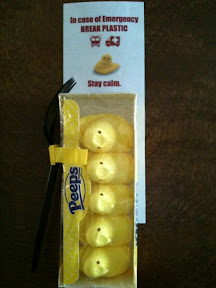 In case of Emergency
BREAK PLASTIC
Stay calm.
Peeps